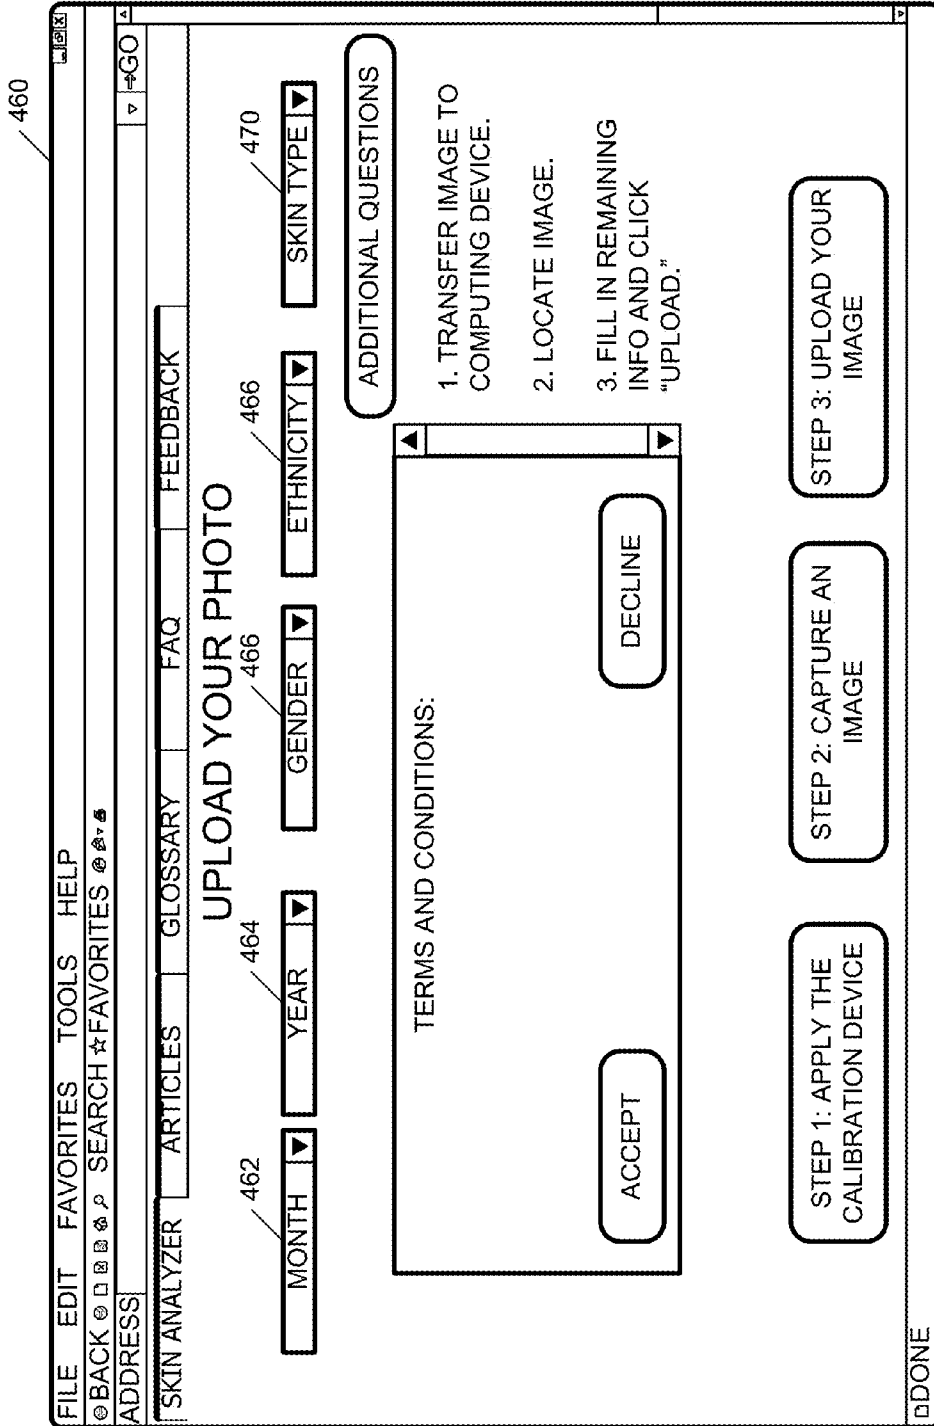 460
FILE EDIT FAVORITES TOOLS HELP
BACK SEARCH FAVORITES
ADDRESS GO
SKIN ANALYZER ARTICLES GLOSSARY FAQ FEEDBACK
UPLOAD YOUR PHOTO
462 464 466 466 470
MONTH YEAR GENDER ETHNICITY SKIN TYPE
ADDITIONAL QUESTIONS
TERMS AND CONDITIONS:
ACCEPT DECLINE
1. TRANSFER IMAGE TO
COMPUTING DEVICE.
2. LOCATE IMAGE.
3. FILL IN REMAINING
INFO AND CLICK
“UPLOAD.”
STEP 1: APPLY THE
CALIBRATION DEVICE
STEP 2: CAPTURE AN
IMAGE
STEP 3: UPLOAD YOUR
IMAGE
DONE